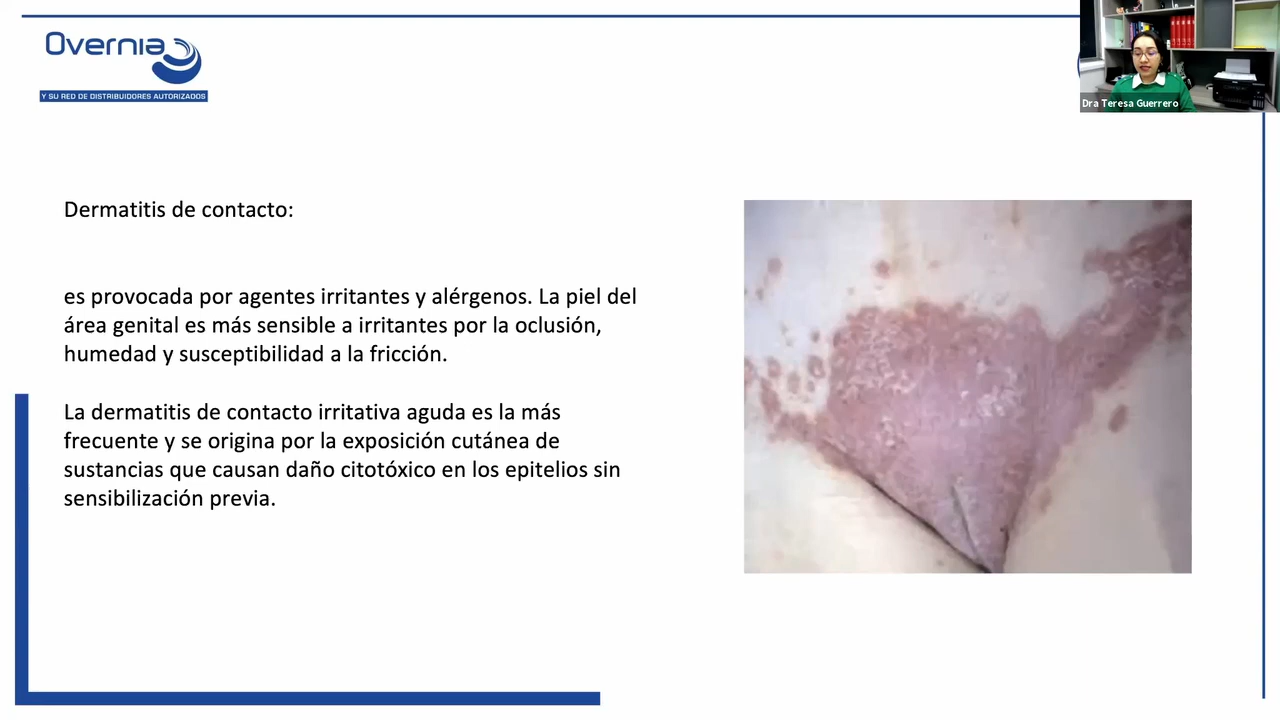 Overnia
Y SU RED DE DISTRIBUIDORES AUTORIZADOS
Dra Teresa Guerrero
Dermatitis de contacto:
es provocada por agentes irritantes y alérgenos. La piel del
área genital es más sensible a irritantes por la oclusión,
humedad y susceptibilidad a la fricción.
La dermatitis de contacto irritativa aguda es la más
frecuente y se origina por la exposición cutánea de
sustancias que causan daño citotóxico en los epitelios sin
sensibilización previa.